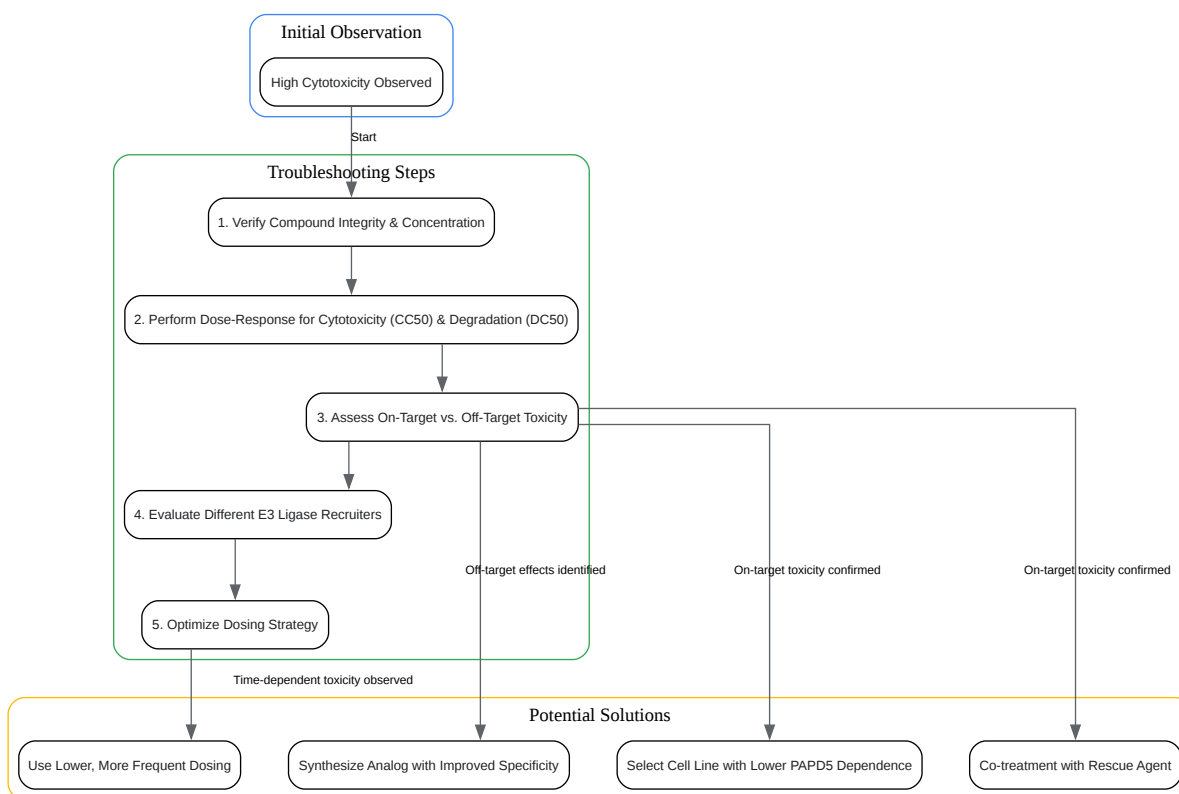 Initial Observation
High Cytotoxicity Observed
Start
Troubleshooting Steps
1. Verify Compound Integrity & Concentration
2. Perform Dose-Response for Cytotoxicity (CC50) & Degradation (DC50)
3. Assess On-Target vs. Off-Target Toxicity
4. Evaluate Different E3 Ligase Recruiters
Off-target effects identified
On-target toxicity confirmed
On-target toxicity confirmed
5. Optimize Dosing Strategy
Time-dependent toxicity observed
Potential Solutions
Use Lower, More Frequent Dosing
Synthesize Analog with Improved Specificity
Select Cell Line with Lower PAPD5 Dependence
Co-treatment with Rescue Agent